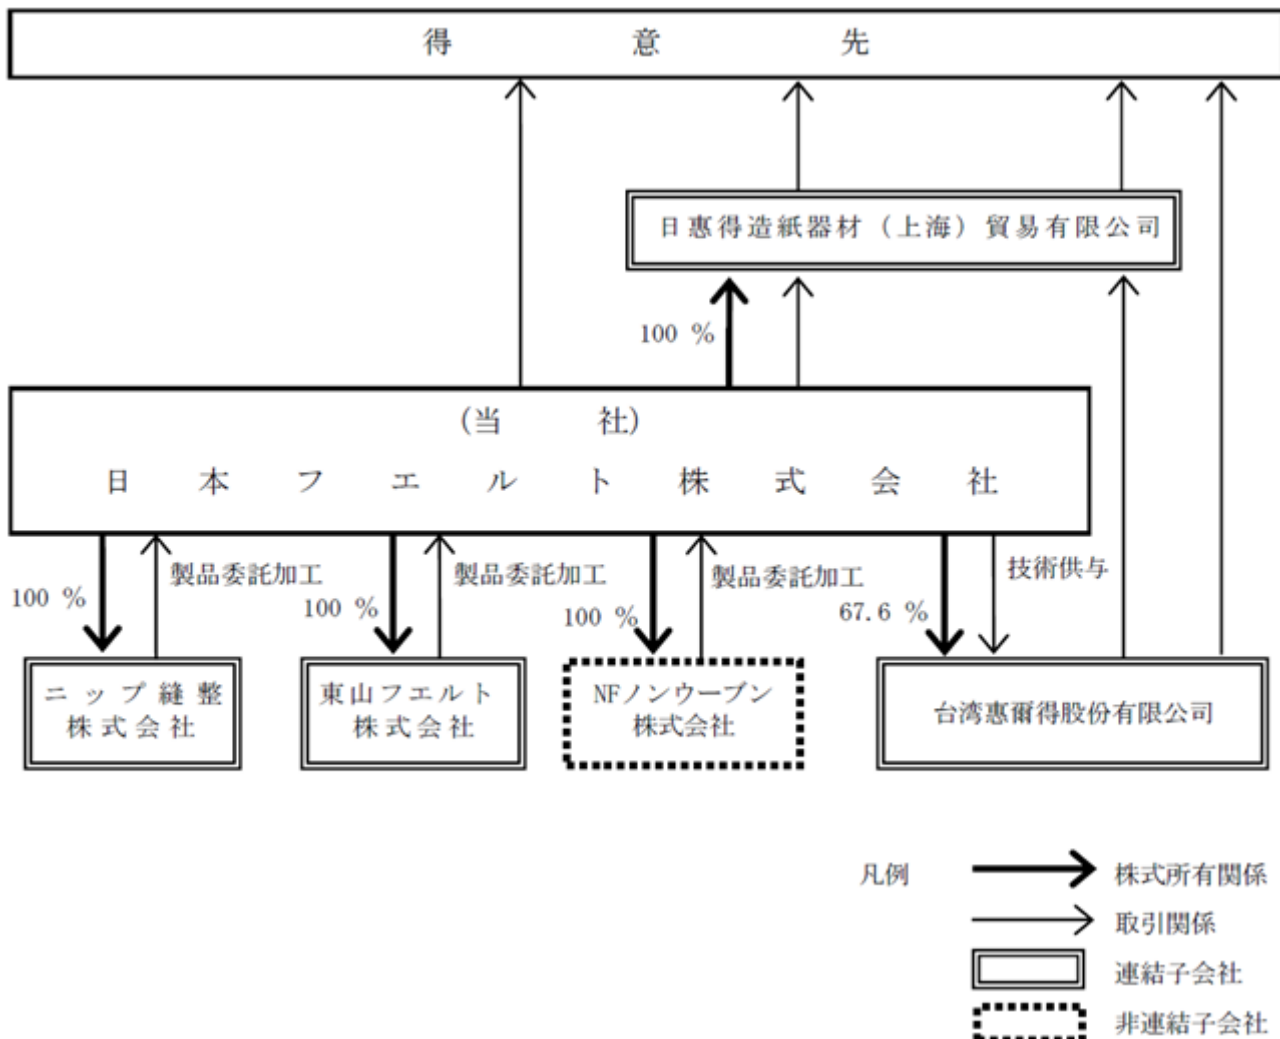 得意先
日惠得造紙器材（上海）貿易有限公司
100 %
(当社)
日本フエルト株式会社
製品委託加工
100 %
製品委託加工
100 %
製品委託加工
100 %
技術供与
67.6 %
ニップ縫整
株式会社
東山フエルト
株式会社
NFノンウーブン
株式会社
台湾惠爾得股份有限公司
凡例
株式所有関係
取引関係
連結子会社
非連結子会社